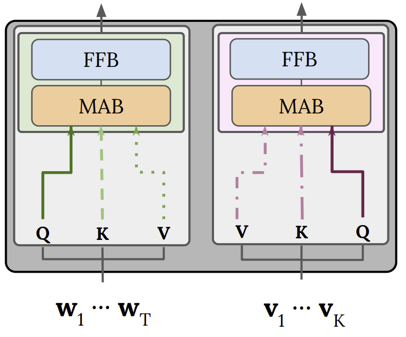 FFB FFB
MAB MAB
Q K V V K Q
w1 ··· wT v1 ··· vK